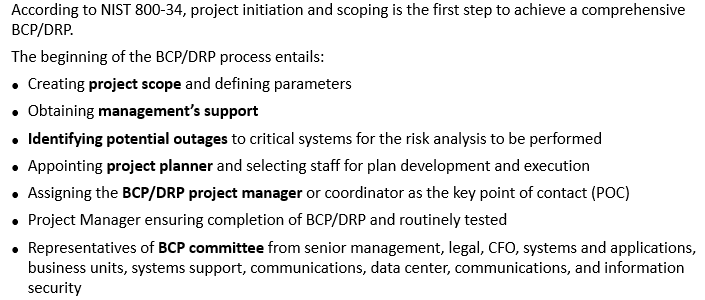 According to NIST 800-34, project initiation and scoping is the first step to achieve a comprehensive
BCP/DRP.
The beginning of the BCP/DRP process entails:
• Creating project scope and defining parameters
• Obtaining management's support
• Identifying potential outages to critical systems for the risk analysis to be performed
• Appointing project planner and selecting staff for plan development and execution
• Assigning the BCP/DRP project manager or coordinator as the key point of contact (POC)
• Project Manager ensuring completion of BCP/DRP and routinely tested
• Representatives of BCP committee from senior management, legal, CFO, systems and applications,
business units, systems support, communications, data center, communications, and information
security